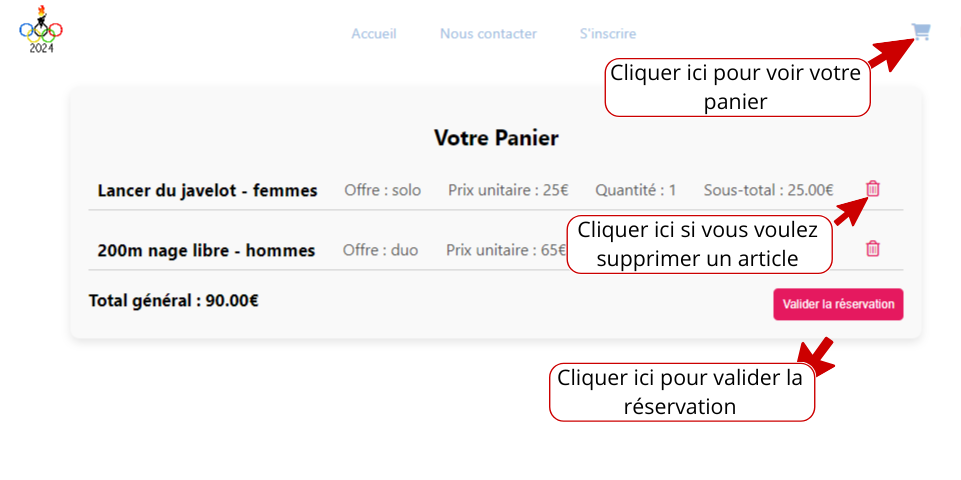 2024
Accueil Nous contacter S'inscrire
Cliquer ici pour voir votre
panier
Votre Panier
Lancer du javelot - femmes Offre : solo Prix unitaire : 25€ Quantité : 1 Sous-total : 25.00€
Cliquer ici si vous voulez
supprimer un article
200m nage libre - hommes Offre : duo Prix unitaire : 65€
Total général : 90.00€
Valider la réservation
Cliquer ici pour valider la
réservation